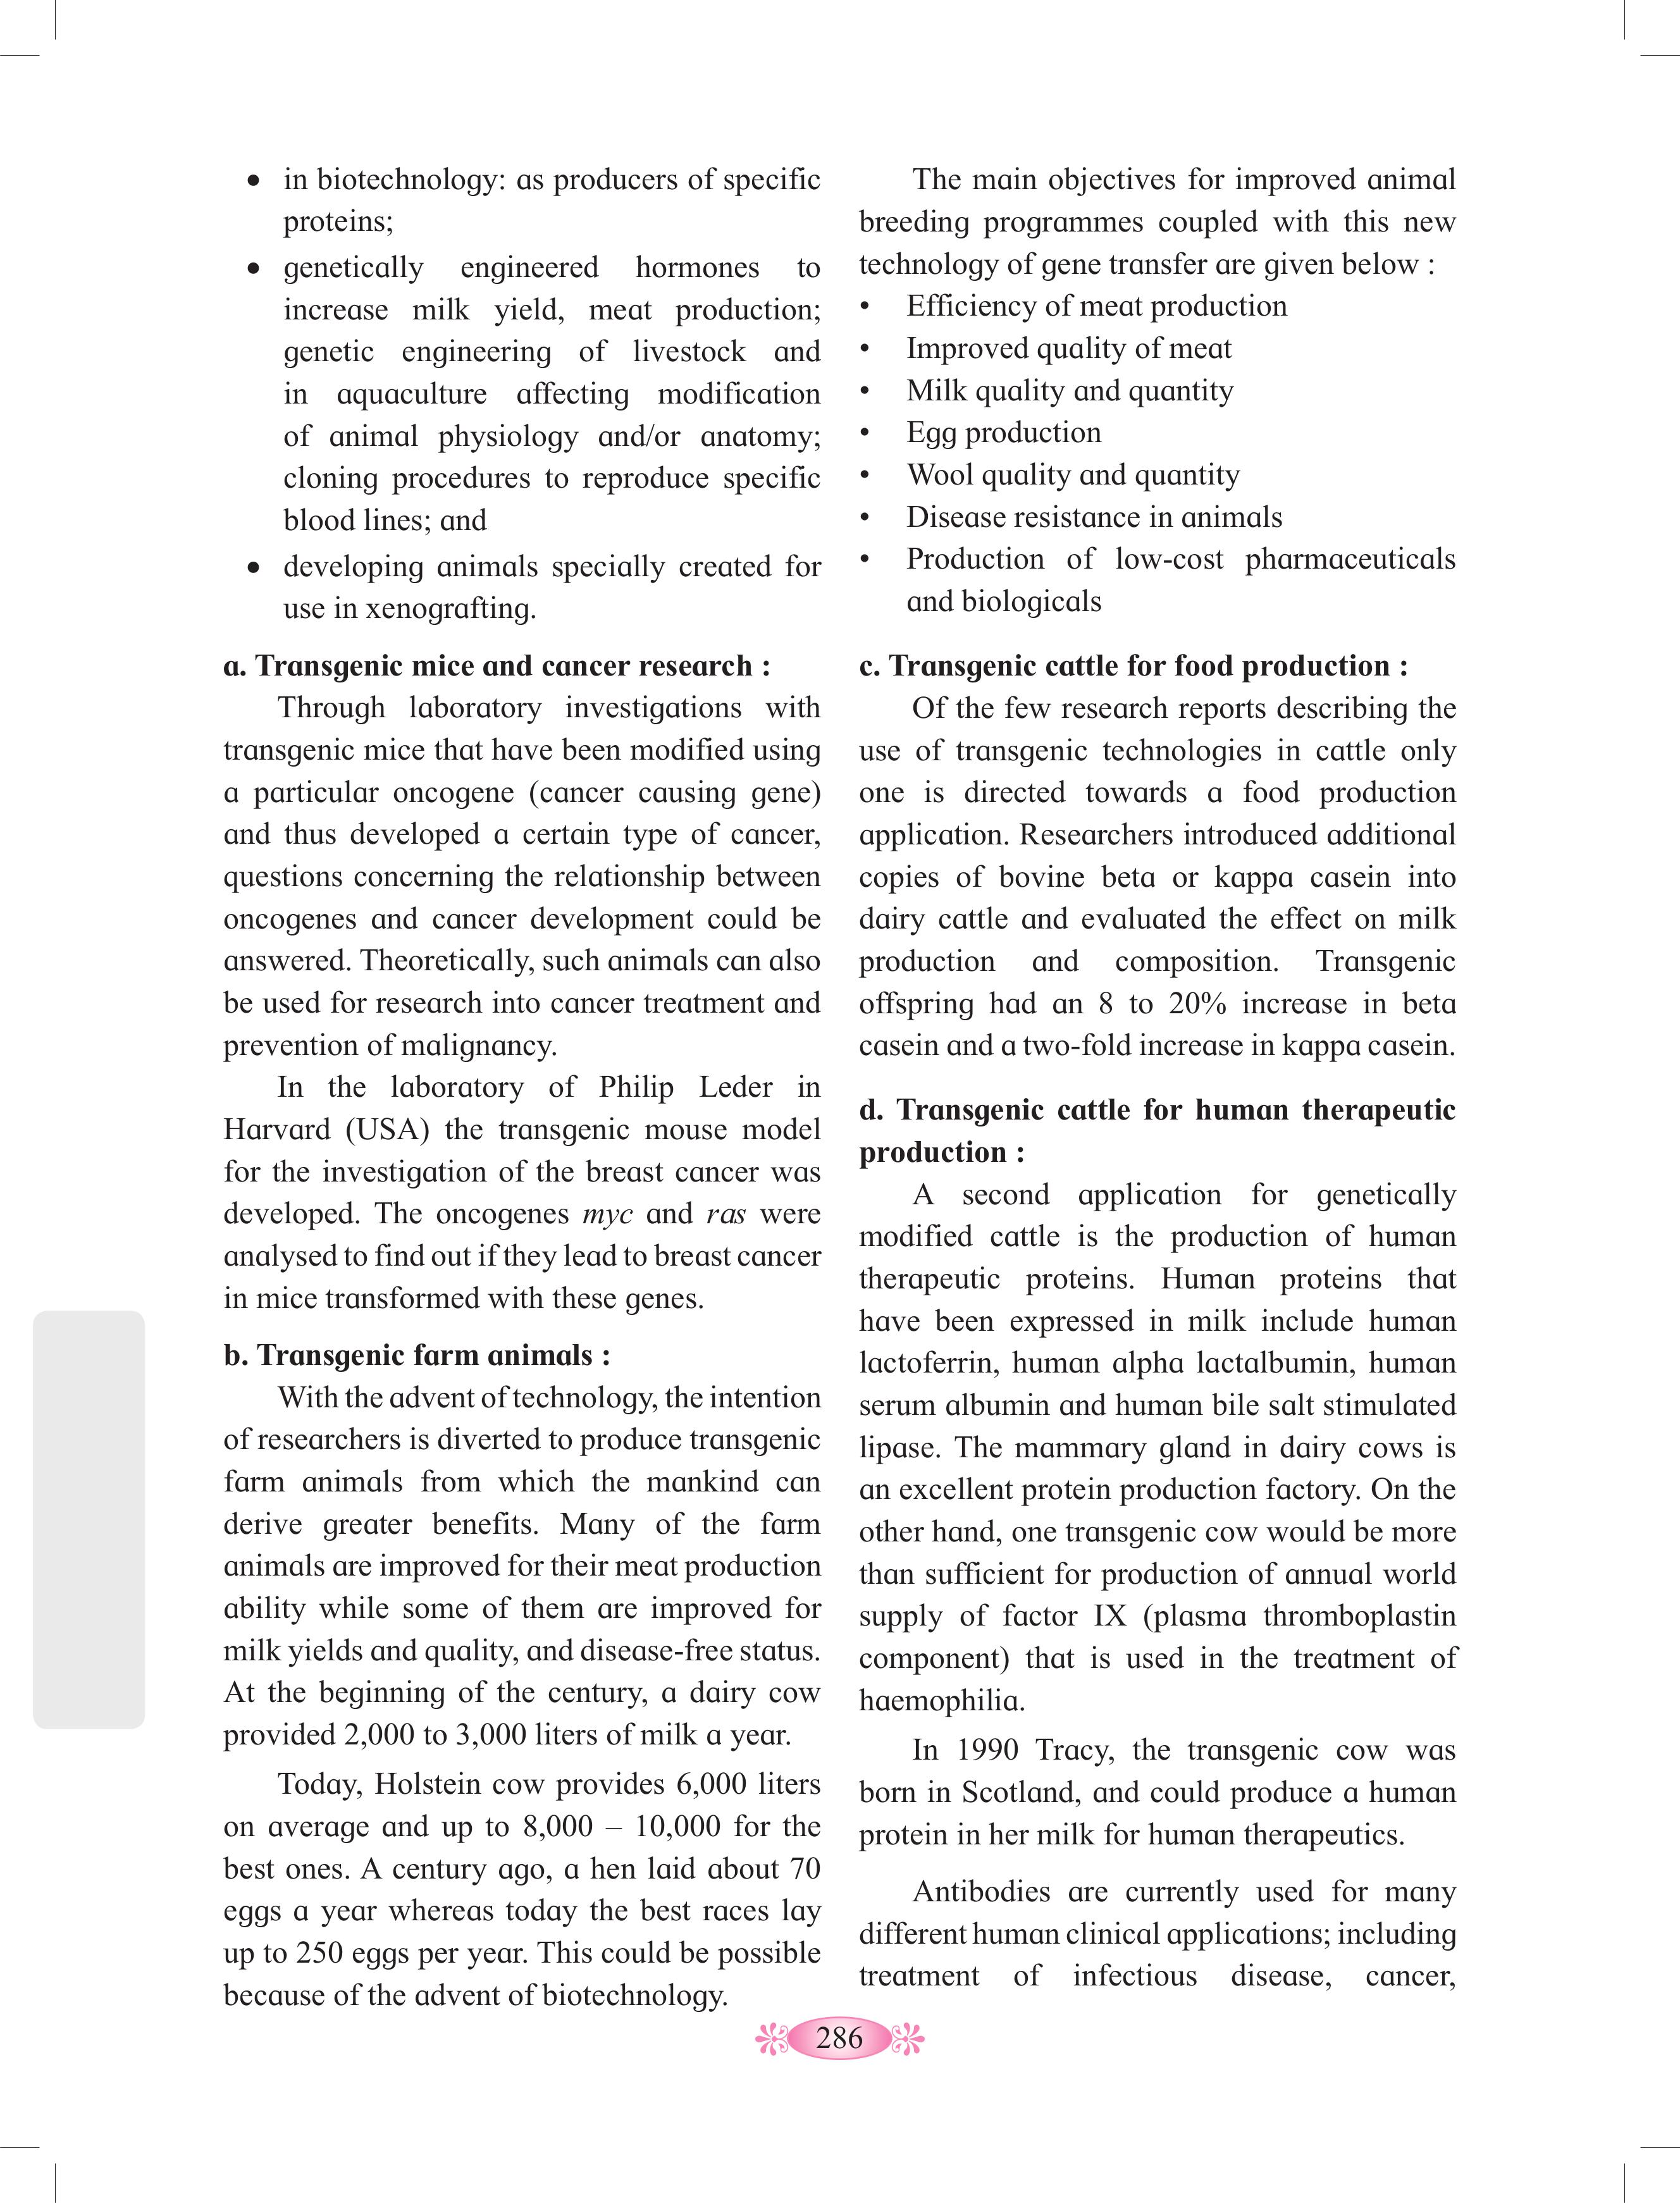 • in biotechnology: as producers of specific
proteins;
• genetically engineered hormones to
increase milk yield, meat production;
genetic engineering of livestock and
in aquaculture affecting modification
of animal physiology and/or anatomy;
cloning procedures to reproduce specific
blood lines; and
• developing animals specially created for
use in xenografting.
a. Transgenic mice and cancer research :
Through laboratory investigations with
transgenic mice that have been modified using
a particular oncogene (cancer causing gene)
and thus developed a certain type of cancer,
questions concerning the relationship between
oncogenes and cancer development could be
answered. Theoretically, such animals can also
be used for research into cancer treatment and
prevention of malignancy.
In the laboratory of Philip Leder in
Harvard (USA) the transgenic mouse model
for the investigation of the breast cancer was
developed. The oncogenes myc and ras were
analysed to find out if they lead to breast cancer
in mice transformed with these genes.
b. Transgenic farm animals :
With the advent of technology, the intention
of researchers is diverted to produce transgenic
farm animals from which the mankind can
derive greater benefits. Many of the farm
animals are improved for their meat production
ability while some of them are improved for
milk yields and quality, and disease-free status.
At the beginning of the century, a dairy cow
provided 2,000 to 3,000 liters of milk a year.
Today, Holstein cow provides 6,000 liters
on average and up to 8,000 – 10,000 for the
best ones. A century ago, a hen laid about 70
eggs a year whereas today the best races lay
up to 250 eggs per year. This could be possible
because of the advent of biotechnology.
The main objectives for improved animal
breeding programmes coupled with this new
technology of gene transfer are given below :
• Efficiency of meat production
• Improved quality of meat
• Milk quality and quantity
• Egg production
• Wool quality and quantity
• Disease resistance in animals
• Production of low-cost pharmaceuticals
and biologicals
c. Transgenic cattle for food production :
Of the few research reports describing the
use of transgenic technologies in cattle only
one is directed towards a food production
application. Researchers introduced additional
copies of bovine beta or kappa casein into
dairy cattle and evaluated the effect on milk
production and composition. Transgenic
offspring had an 8 to 20% increase in beta
casein and a two-fold increase in kappa casein.
d. Transgenic cattle for human therapeutic
production :
A second application for genetically
modified cattle is the production of human
therapeutic proteins. Human proteins that
have been expressed in milk include human
lactoferrin, human alpha lactalbumin, human
serum albumin and human bile salt stimulated
lipase. The mammary gland in dairy cows is
an excellent protein production factory. On the
other hand, one transgenic cow would be more
than sufficient for production of annual world
supply of factor IX (plasma thromboplastin
component) that is used in the treatment of
haemophilia.
In 1990 Tracy, the transgenic cow was
born in Scotland, and could produce a human
protein in her milk for human therapeutics.
Antibodies are currently used for many
different human clinical applications; including
treatment of infectious disease, cancer,
286